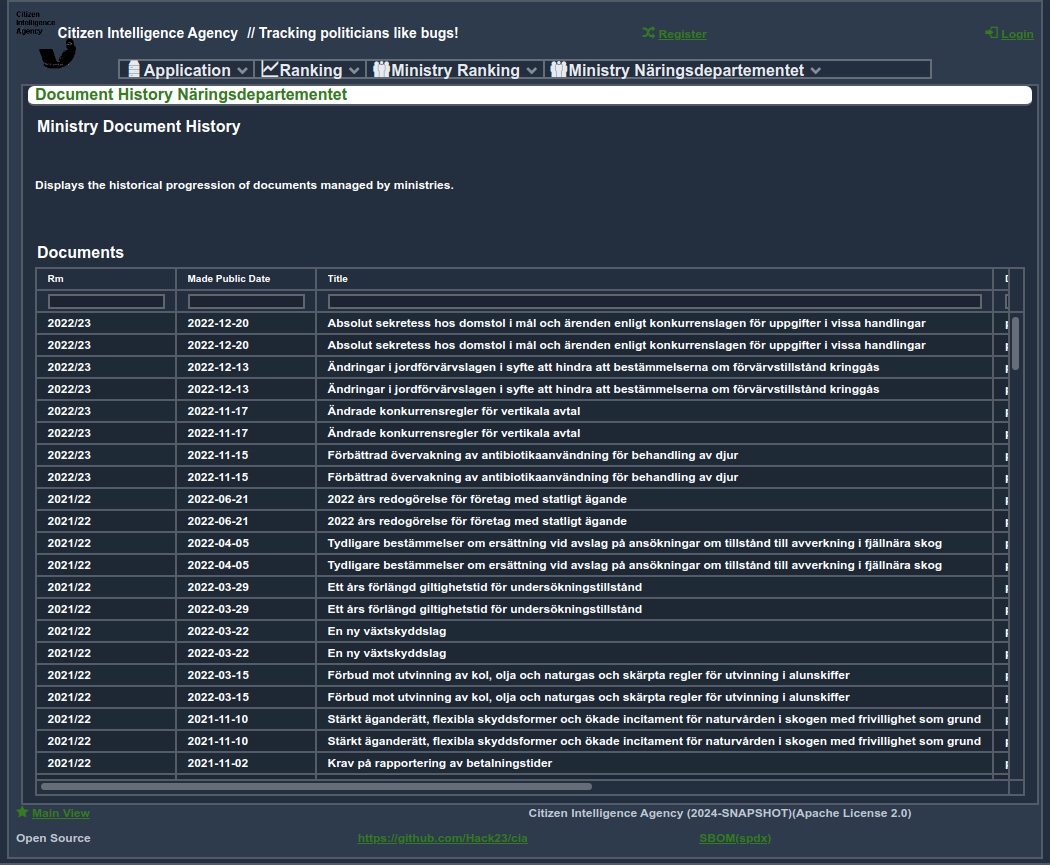 Citizen
Intelligence
Agency
Citizen Intelligence Agency // Tracking politicians like bugs!
Register
Login
Application
Ranking
Ministry Ranking
Ministry Näringsdepartementet
Document History Näringsdepartementet
Ministry Document History
Displays the historical progression of documents managed by ministries.
Documents
Rm Made Public Date Title
2022/23 2022-12-20 Absolut sekretess hos domstol i mål och ärenden enligt konkurrenslagen för uppgifter i vissa handlingar
2022/23 2022-12-20 Absolut sekretess hos domstol i mål och ärenden enligt konkurrenslagen för uppgifter i vissa handlingar
2022/23 2022-12-13 Ändringar i jordförvärvslagen i syfte att hindra att bestämmelserna om förvärvstillstånd kringgås
2022/23 2022-12-13 Ändringar i jordförvärvslagen i syfte att hindra att bestämmelserna om förvärvstillstånd kringgås
2022/23 2022-11-17 Ändrade konkurrensregler för vertikala avtal
2022/23 2022-11-17 Ändrade konkurrensregler för vertikala avtal
2022/23 2022-11-15 Förbättrad övervakning av antibiotikaanvändning för behandling av djur
2022/23 2022-11-15 Förbättrad övervakning av antibiotikaanvändning för behandling av djur
2021/22 2022-06-21 2022 års redogörelse för företag med statligt ägande
2021/22 2022-06-21 2022 års redogörelse för företag med statligt ägande
2021/22 2022-04-05 Tydligare bestämmelser om ersättning vid avslag på ansökningar om tillstånd till avverkning i fjällnära skog
2021/22 2022-04-05 Tydligare bestämmelser om ersättning vid avslag på ansökningar om tillstånd till avverkning i fjällnära skog
2021/22 2022-03-29 Ett års förlängd giltighetstid för undersökningstillstånd
2021/22 2022-03-29 Ett års förlängd giltighetstid för undersökningstillstånd
2021/22 2022-03-22 En ny växtskyddslag
2021/22 2022-03-22 En ny växtskyddslag
2021/22 2022-03-15 Förbud mot utvinning av kol, olja och naturgas och skärpta regler för utvinning i alunskiffer
2021/22 2022-03-15 Förbud mot utvinning av kol, olja och naturgas och skärpta regler för utvinning i alunskiffer
2021/22 2021-11-10 Stärkt äganderätt, flexibla skyddsformer och ökade incitament för naturvården i skogen med frivillighet som grund
2021/22 2021-11-10 Stärkt äganderätt, flexibla skyddsformer och ökade incitament för naturvården i skogen med frivillighet som grund
2021/22 2021-11-02 Krav på rapportering av betalningstider
Main View
Citizen Intelligence Agency (2024-SNAPSHOT)(Apache License 2.0)
Open Source
https://github.com/Hack23/cia
SBOM(spdx)